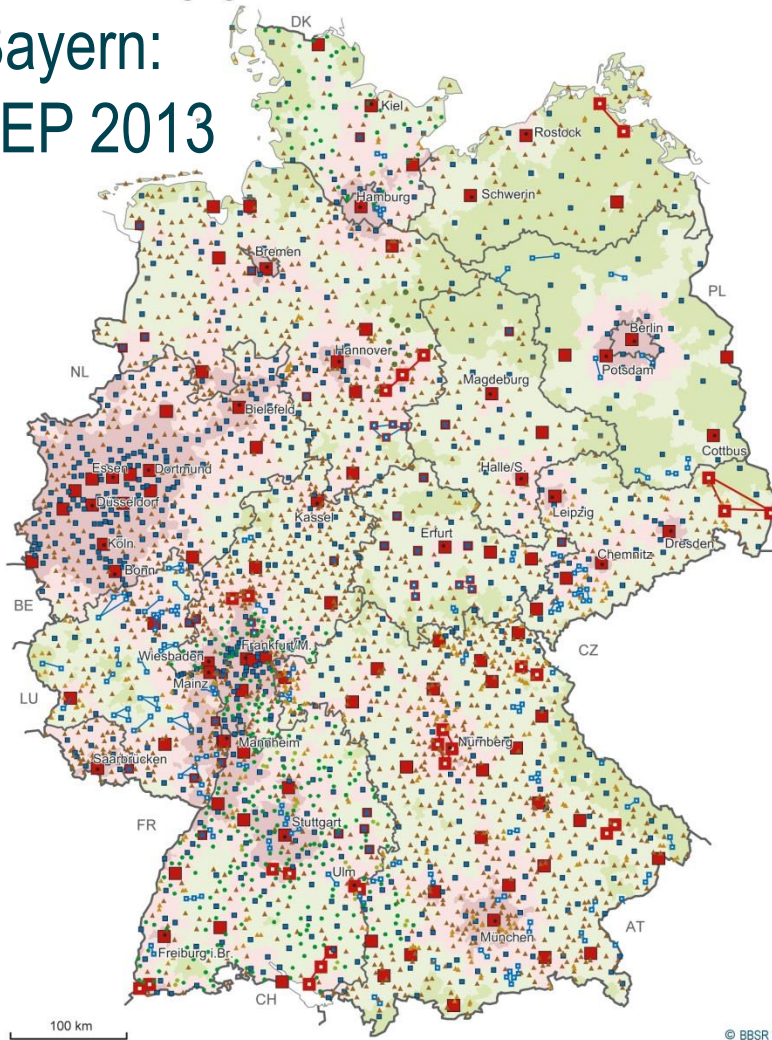 Bayern:
EP 2013
DK
Kiel
Rostock
Hamburg
Schwerin
Bremen
PL
Berlin
Hannover
Potsdam
NL
Magdeburg
Bielefeld
Cottbus
Essen
Dortmund
Halle/S.
Düsseldorf
Leipzig
Kassel
Erfurt
Dresden
Köln
Chemnitz
Bonn
BE
Wiesbaden
Frankfurt/M.
CZ
Mainz
LU
Mannheim
Nürnberg
Saarbrücken
FR
Stuttgart
Ulm
München
AT
Freiburg i.Br.
CH
100 km
© BBSR